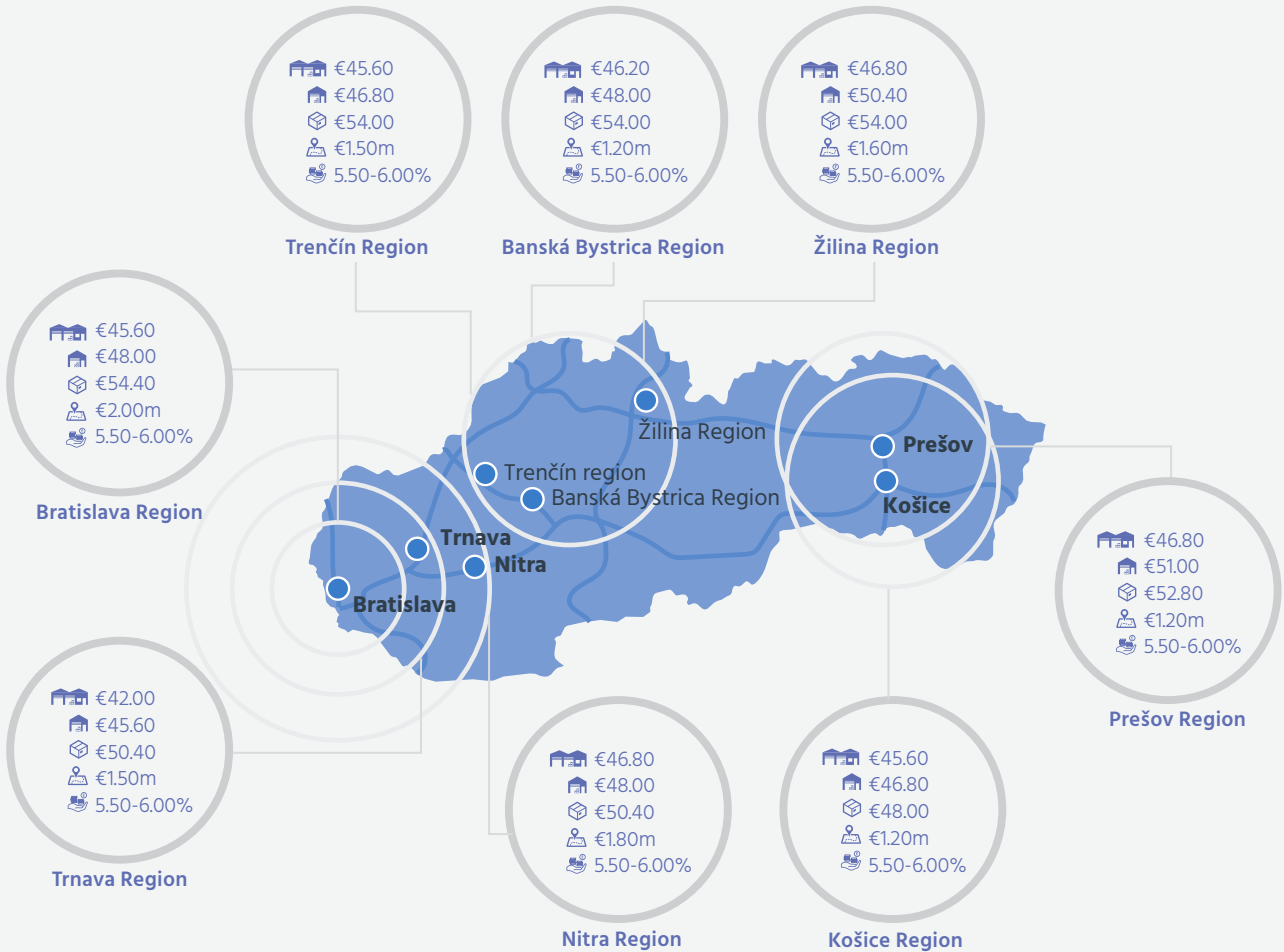 €45.60
€46.80
€54.00
€1.50m
5.50-6.00%
Trenčín Region
€46.20
€48.00
€54.00
€1.20m
5.50-6.00%
Banská Bystrica Region
€46.80
€50.40
€54.00
€1.60m
5.50-6.00%
Žilina Region
€45.60
€48.00
€54.40
€2.00m
5.50-6.00%
Bratislava Region
Žilina Region
Trenčín region
Banská Bystrica Region
Prešov
Košice
Trnava
Nitra
Bratislava
€46.80
€51.00
€52.80
€1.20m
5.50-6.00%
Prešov Region
€42.00
€45.60
€50.40
€1.50m
5.50-6.00%
Trnava Region
€46.80
€48.00
€50.40
€1.80m
5.50-6.00%
Nitra Region
€45.60
€46.80
€48.00
€1.20m
5.50-6.00%
Košice Region